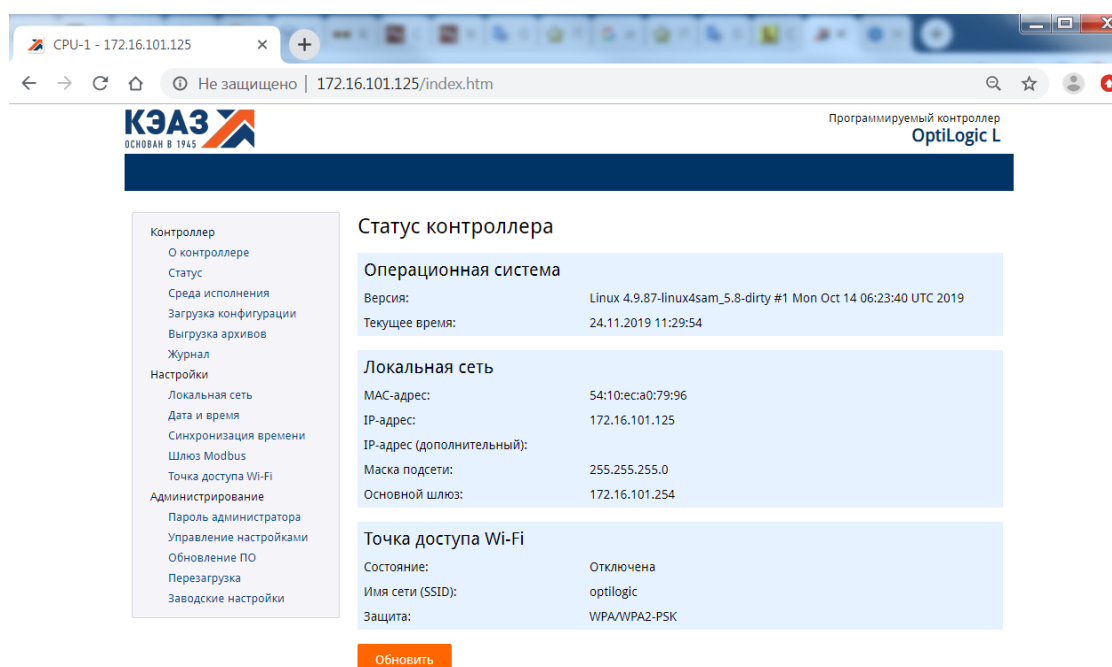 CPU-1 - 172.16.101.125
Не защищено | 172.16.101.125/index.htm
КЭАЗ
ОСНОВАН В 1945
Программируемый контроллер
OptiLogic L
Контроллер
О контроллере
Статус
Среда исполнения
Загрузка конфигурации
Выгрузка архивов
Журнал
Настройки
Локальная сеть
Дата и время
Синхронизация времени
Шлюз Modbus
Точка доступа Wi-Fi
Администрирование
Пароль администратора
Управление настройками
Обновление ПО
Перезагрузка
Заводские настройки
Статус контроллера
Операционная система
Версия: Linux 4.9.87-linux4sam_5.8-dirty #1 Mon Oct 14 06:23:40 UTC 2019
Текущее время: 24.11.2019 11:29:54
Локальная сеть
MAC-адрес: 54:10:ec:a0:79:96
IP-адрес: 172.16.101.125
IP-адрес (дополнительный):
Маска подсети: 255.255.255.0
Основной шлюз: 172.16.101.254
Точка доступа Wi-Fi
Состояние: Отключена
Имя сети (SSID): optilogic
Защита: WPA/WPA2-PSK
Обновить